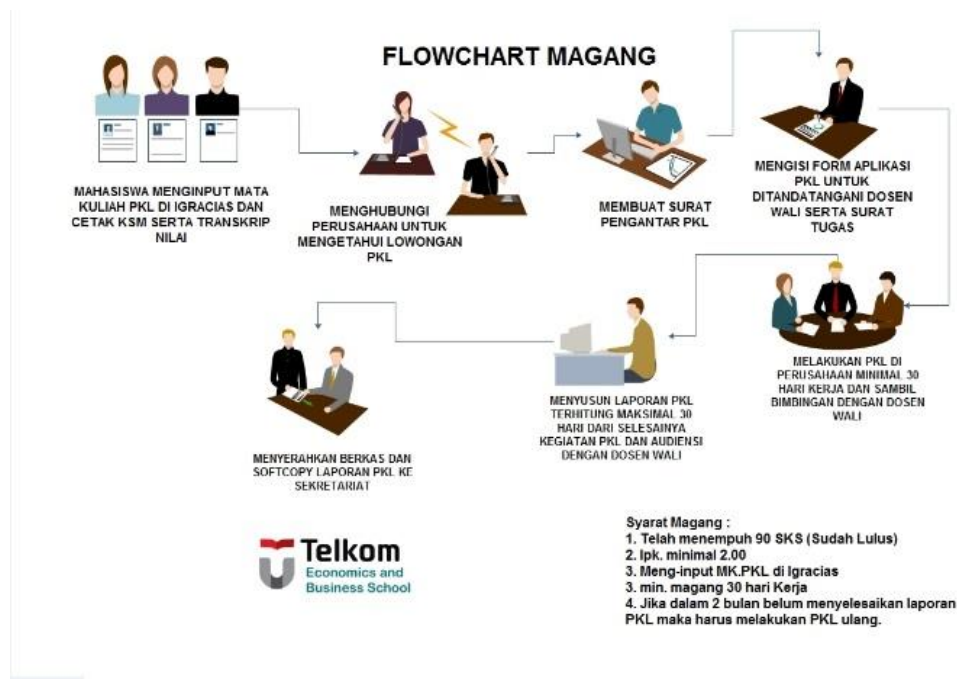 FLOWCHART MAGANG
MAHASISWA MENGINPUT MATA
KULIAH PKL DI IGRACIAS DAN
CETAK KSM SERTA TRANSKRIP
NILAI
MENGHUBUNGI
PERUSAHAAN UNTUK
MENGETAHUI LOWONGAN
PKL
MEMBUAT SURAT
PENGANTAR PKL
MENGISI FORM APLIKASI
PKL UNTUK
DITANDATANGANI DOSEN
WALI SERTA SURAT
TUGAS
MELAKUKAN PKL DI
PERUSAHAAN MINIMAL 30
HARI KERJA DAN SAMBIL
BIMBINGAN DENGAN DOSEN
WALI
MENYUSUN LAPORAN PKL
TERHITUNG MAKSIMAL 30
HARI DARI SELESAINYA
KEGIATAN PKL DAN AUDIENSI
DENGAN DOSEN WALI
MENYERAHKAN BERKAS DAN
SOFTCOPY LAPORAN PKL KE
SEKRETARIAT
Telkom
Economics and
Business School
Syarat Magang :
1. Telah menempuh 90 SKS (Sudah Lulus)
2. Ipk. minimal 2.00
3. Meng-input MK.PKL di Igracias
3. min. magang 30 hari Kerja
4. Jika dalam 2 bulan belum menyelesaikan laporan
PKL maka harus melakukan PKL ulang.